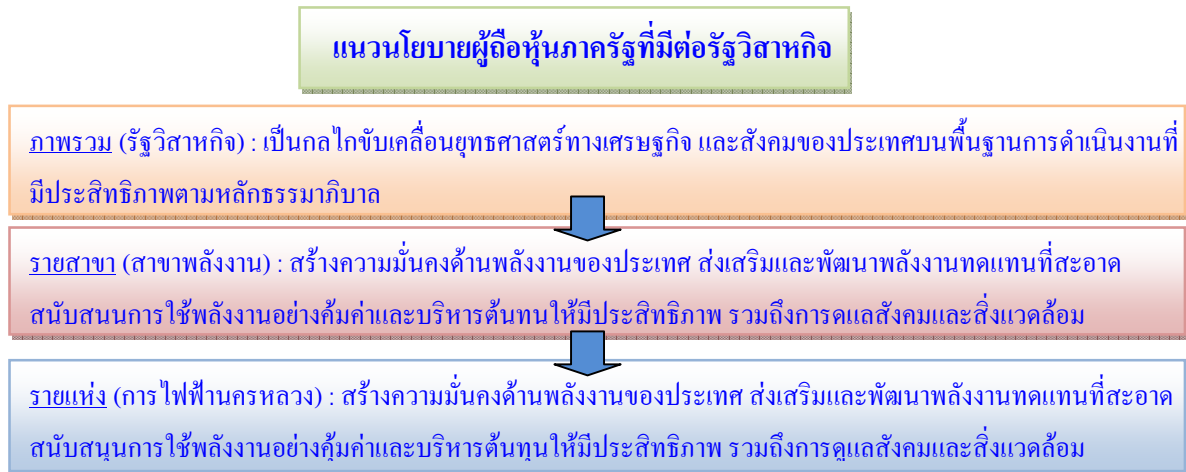 แนวนโยบายผู้ถือหุ้นภาครัฐที่มีต่อรัฐวิสาหกิจ
ภาพรวม (รัฐวิสาหกิจ) : เป็นกลไกขับเคลื่อนยุทธศาสตร์ทางเศรษฐกิจ และสังคมของประเทศบนพื้นฐานการดำเนินงานที่
มีประสิทธิภาพตามหลักธรรมาภิบาล
รายสาขา (สาขาพลังงาน) : สร้างความมั่นคงด้านพลังงานของประเทศ ส่งเสริมและพัฒนาพลังงานทดแทนที่สะอาด
สนับสนุนการใช้พลังงานอย่างคุ้มค่าและบริหารต้นทุนให้มีประสิทธิภาพ รวมถึงการดูแลสังคมและสิ่งแวดล้อม
รายแห่ง (การไฟฟ้านครหลวง) : สร้างความมั่นคงด้านพลังงานของประเทศ ส่งเสริมและพัฒนาพลังงานทดแทนที่สะอาด
สนับสนุนการใช้พลังงานอย่างคุ้มค่าและบริหารต้นทุนให้มีประสิทธิภาพ รวมถึงการดูแลสังคมและสิ่งแวดล้อม